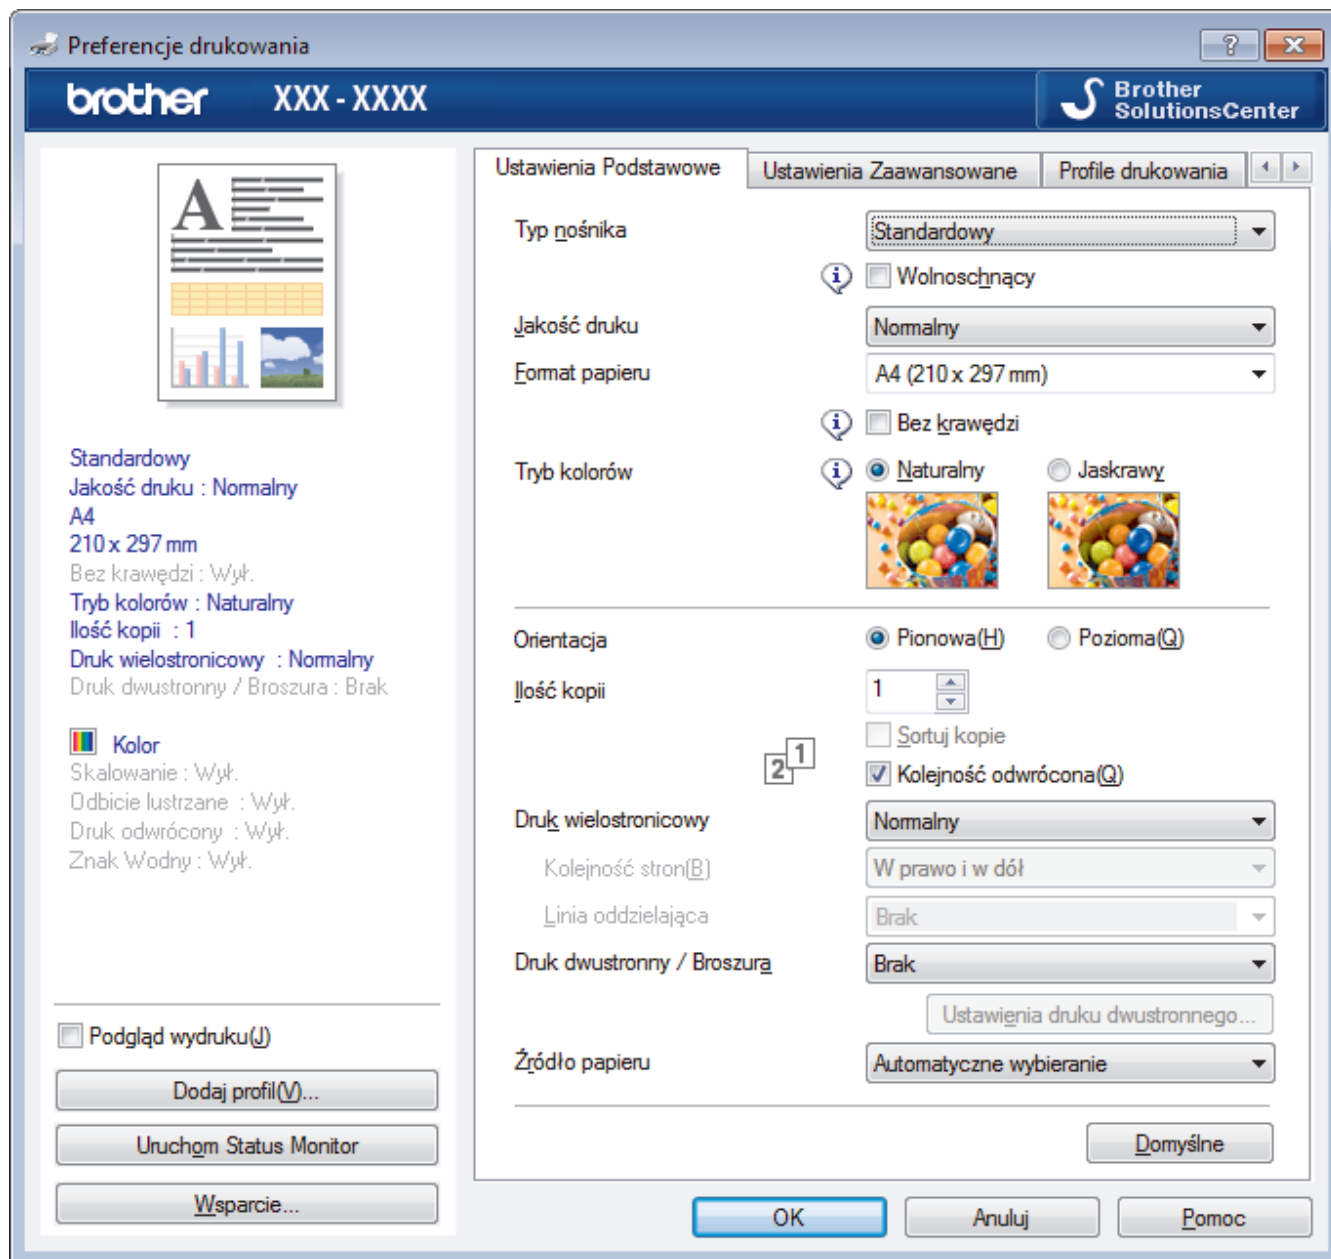 Preferencje drukowania
brother XXX - XXXX
Brother
SolutionsCenter
A
Standardowy
Jakość druku : Normalny
A4
210 x 297 mm
Bez krawędzi : Wył.
Tryb kolorów : Naturalny
Ilość kopii : 1
Druk wielostronicowy : Normalny
Druk dwustronny / Broszura : Brak
Kolor
Skalowanie : Wył.
Odbicie lustrzane : Wył.
Druk odwrócony : Wył.
Znak Wodny : Wył.
Podgląd wydruku(J)
Dodaj profil(V)...
Uruchom Status Monitor
Wsparcie...
Ustawienia Podstawowe Ustawienia Zaawansowane Profile drukowania
Typ nośnika Standardowy
Wolnoschnący
Jakość druku Normalny
Format papieru A4 (210 x 297 mm)
Bez krawędzi
Tryb kolorów Naturalny Jaskrawy
Orientacja Pionowa(H) Pozioma(Q)
Ilość kopii 1
Sortuj kopie
2 1
Kolejność odwrócona(Q)
Druk wielostronicowy Normalny
Kolejność stron(B) W prawo i w dół
Linia oddzielająca Brak
Druk dwustronny / Broszura Brak
Ustawienia druku dwustronnego...
Źródło papieru Automatyczne wybieranie
Domyślne
OK Anuluj Pomoc